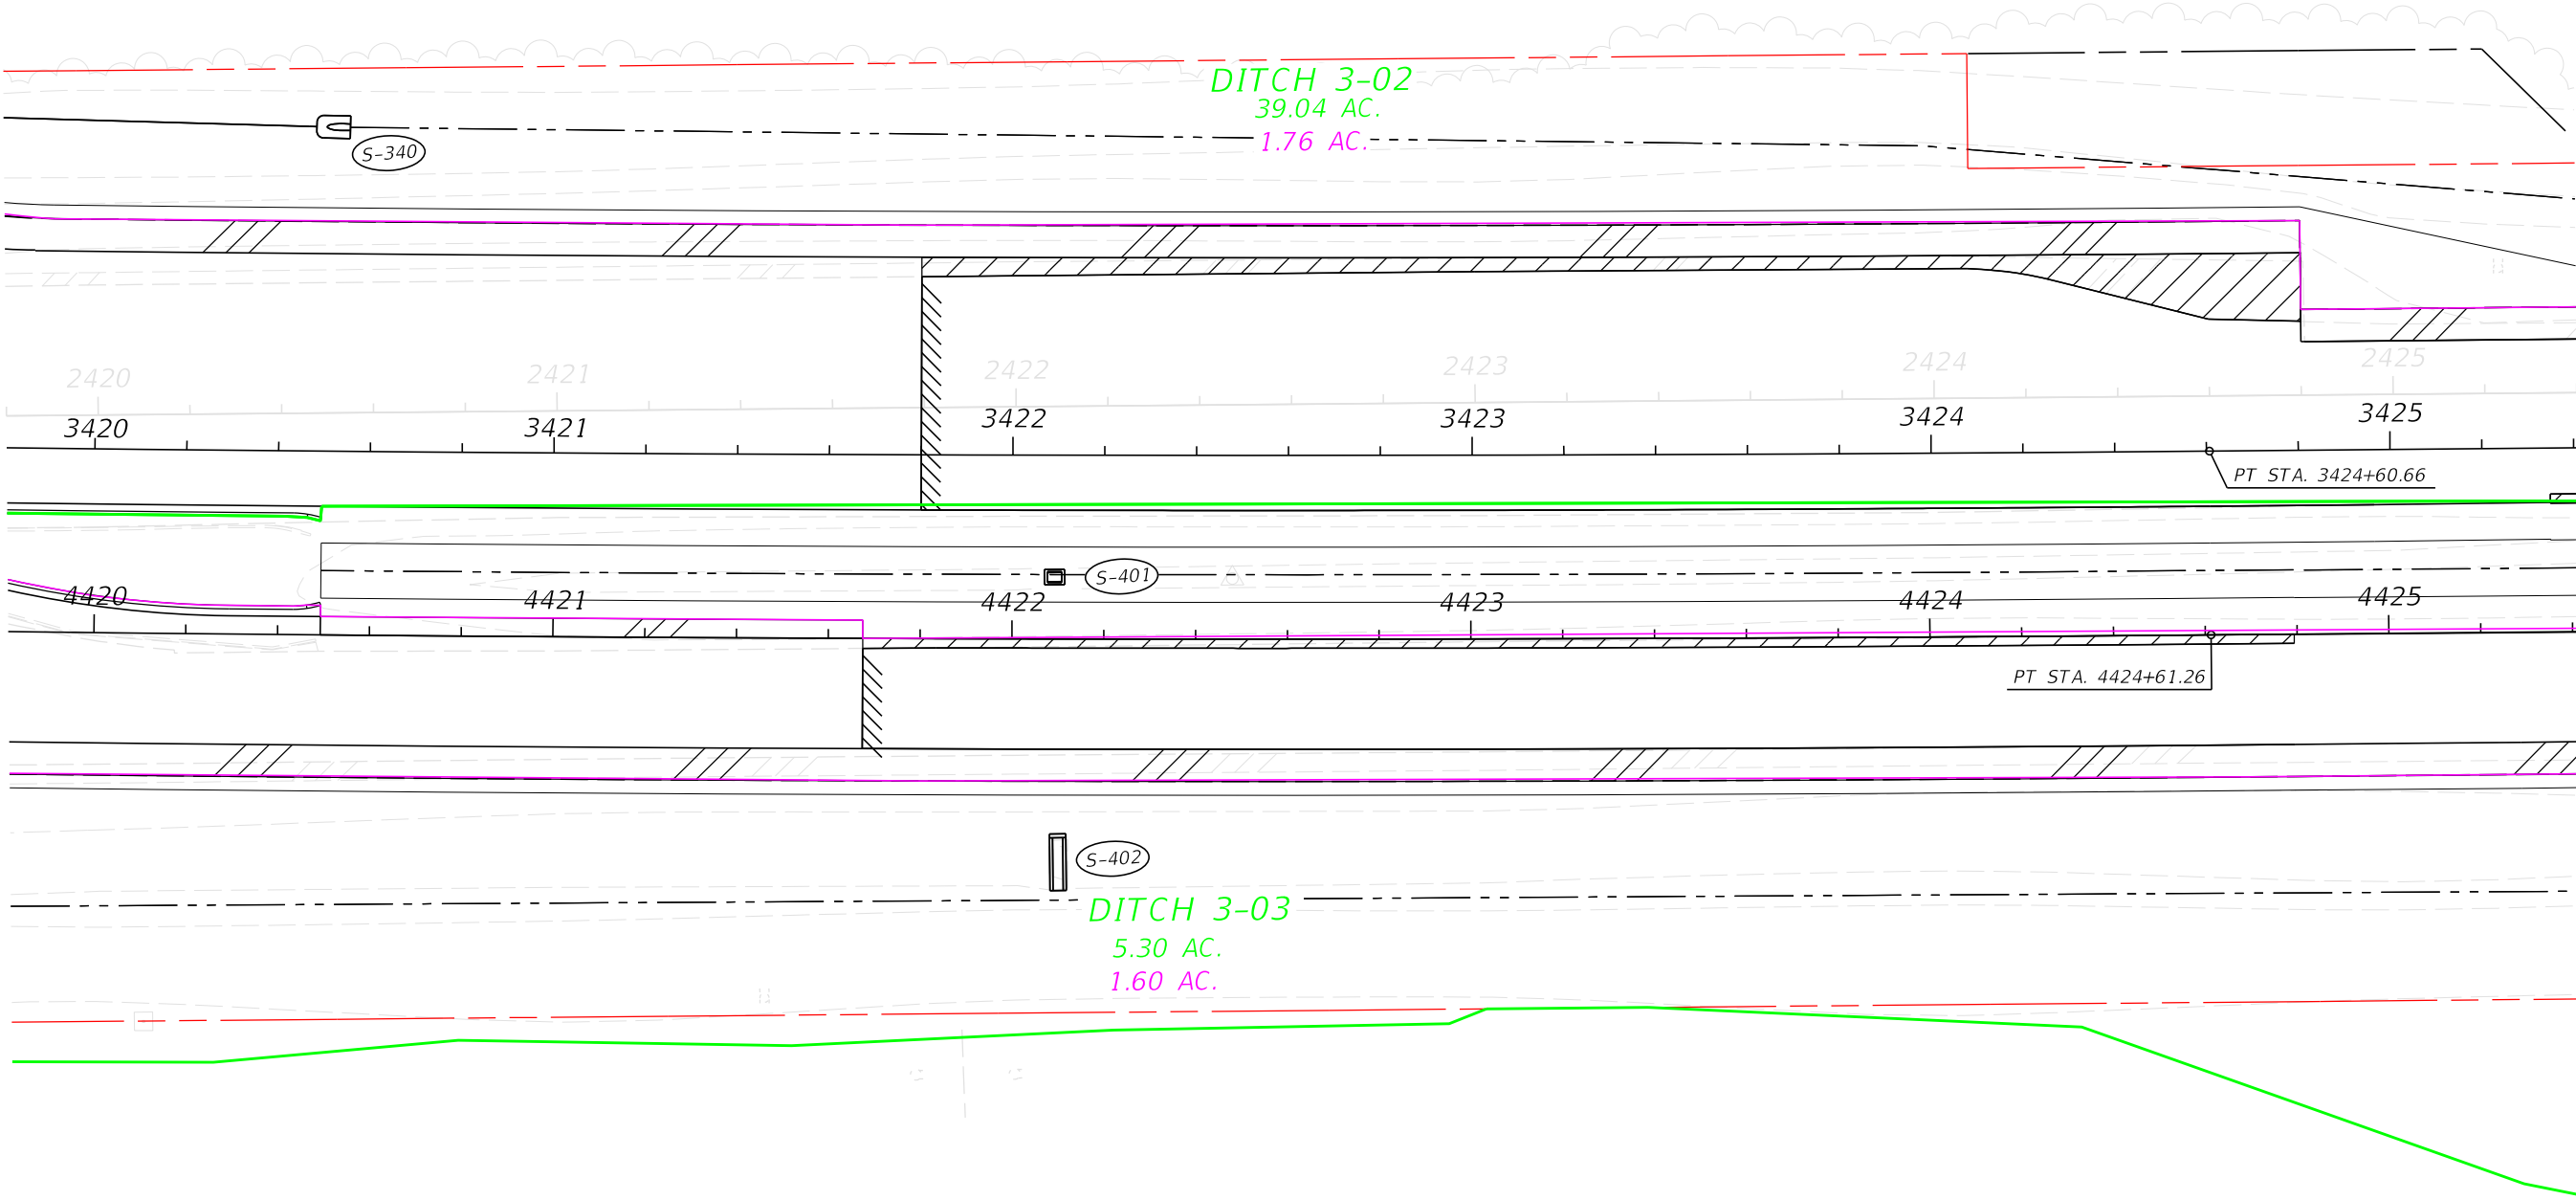 DITCH 3-02
39.04 AC.
1.76 AC.
S-340
2420 2421 2422 2423 2424 2425
3420 3421 3422 3423 3424 3425
PT STA. 3424+60.66
S-401
4420 4421 4422 4423 4424 4425
PT STA. 4424+61.26
S-402
DITCH 3-03
5.30 AC.
1.60 AC.